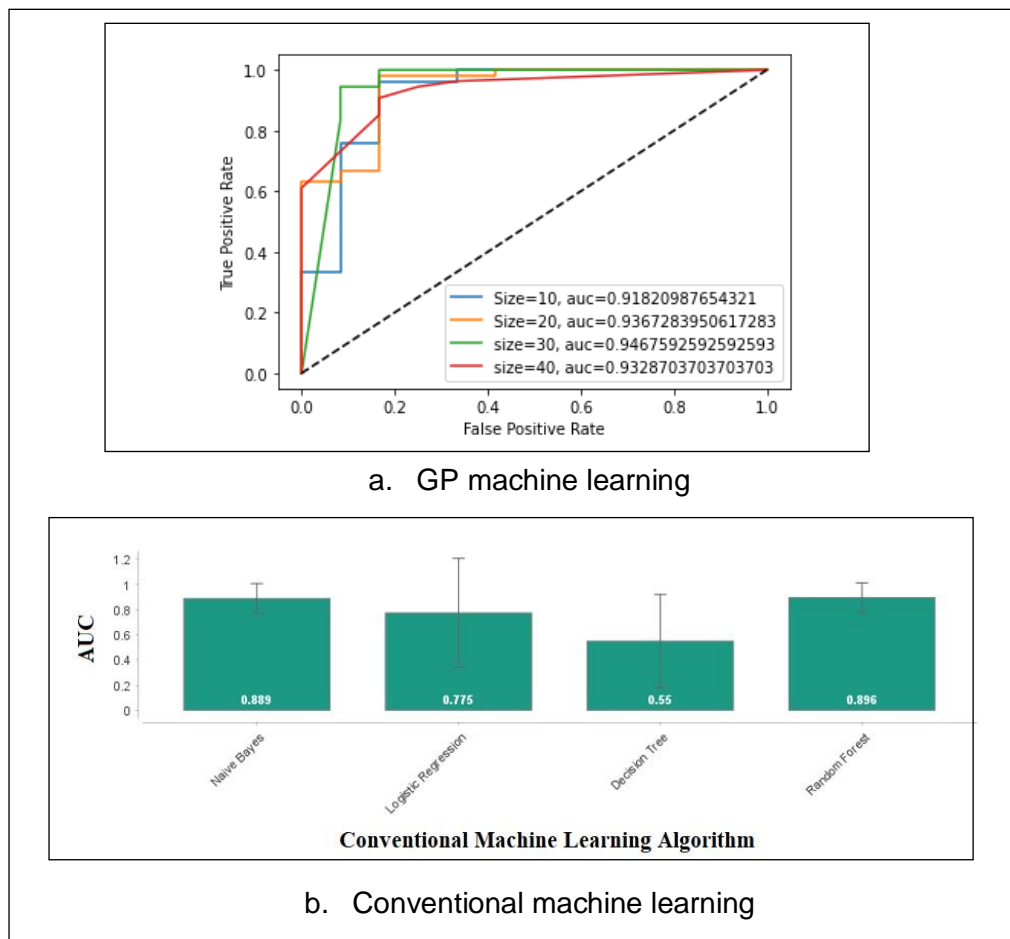 1.0
0.8
0.6
0.4
0.2
0.0
True Positive Rate
Size=10, auc=0.91820987654321
Size=20, auc=0.9367283950617283
size=30, auc=0.9467592592592593
size=40, auc=0.9328703703703703
0.0 0.2 0.4 0.6 0.8 1.0
False Positive Rate
a. GP machine learning
1.2
1
0.8
0.6
0.4
0.2
0
AUC
0.889 0.775 0.55 0.896
Naive Bayes
Logistic Regression
Decision Tree
Random Forest
Conventional Machine Learning Algorithm
b. Conventional machine learning